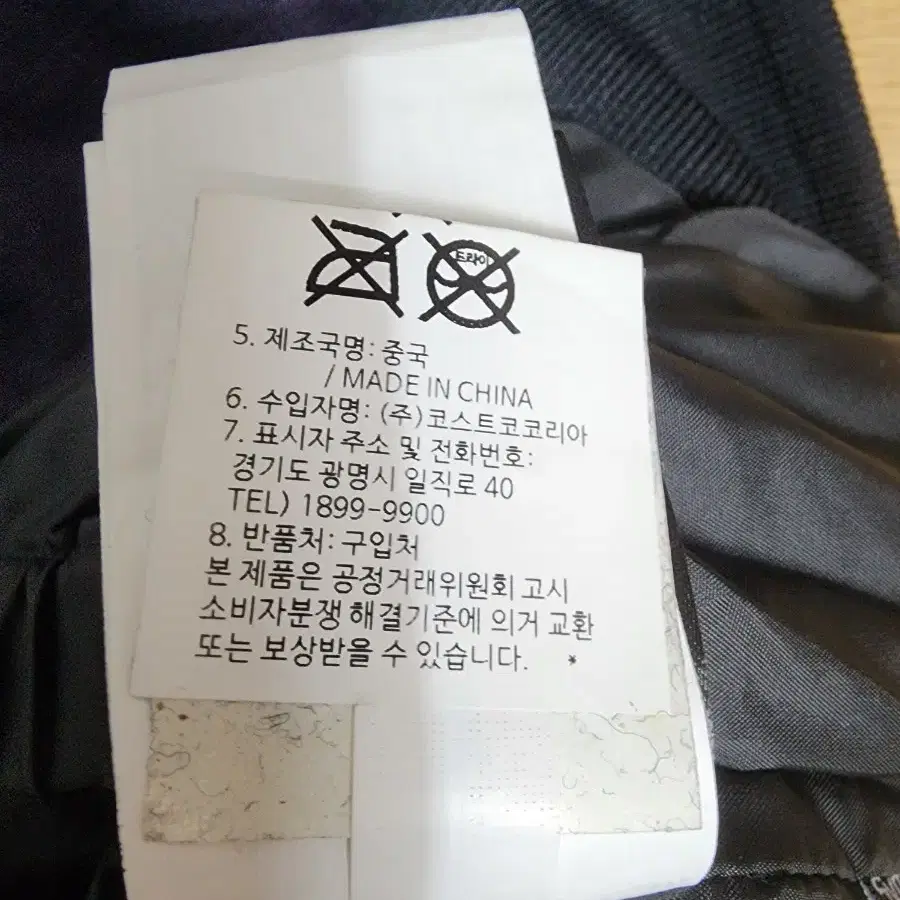 드라이
5. 제조국명: 중국
/ MADE IN CHINA
6. 수입자명: (주)코스트코코리아
7. 표시자 주소 및 전화번호:
경기도 광명시 일직로 40
TEL) 1899-9900
8. 반품처: 구입처
본 제품은 공정거래위원회 고시
소비자분쟁 해결기준에 의거 교환
또는 보상받을 수 있습니다. *